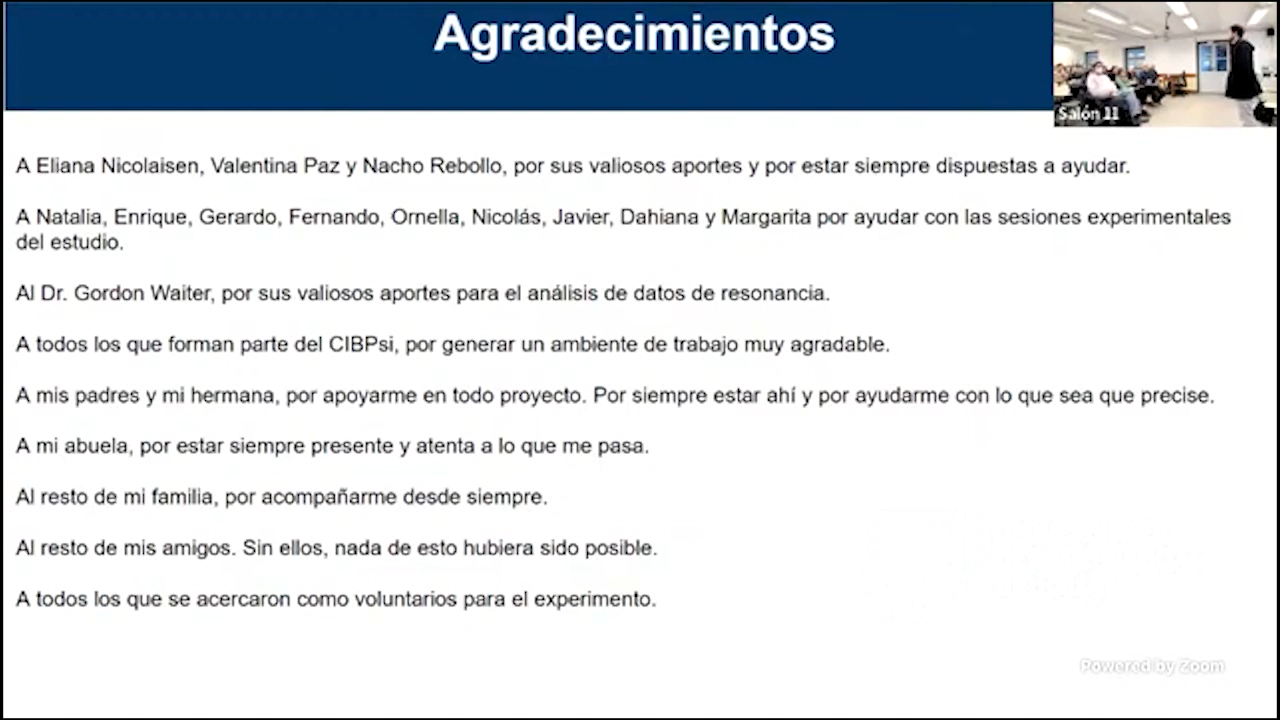 Agradecimientos
Salón 11
A Eliana Nicolaisen, Valentina Paz y Nacho Rebollo, por sus valiosos aportes y por estar siempre dispuestas a ayudar.
A Natalia, Enrique, Gerardo, Fernando, Ornella, Nicolás, Javier, Dahiana y Margarita por ayudar con las sesiones experimentales
del estudio.
Al Dr. Gordon Waiter, por sus valiosos aportes para el análisis de datos de resonancia.
A todos los que forman parte del CIBPsi, por generar un ambiente de trabajo muy agradable.
A mis padres y mi hermana, por apoyarme en todo proyecto. Por siempre estar ahí y por ayudarme con lo que sea que precise.
A mi abuela, por estar siempre presente y atenta a lo que me pasa.
Al resto de mi familia, por acompañarme desde siempre.
Al resto de mis amigos. Sin ellos, nada de esto hubiera sido posible.
A todos los que se acercaron como voluntarios para el experimento.
Powered by Zoom